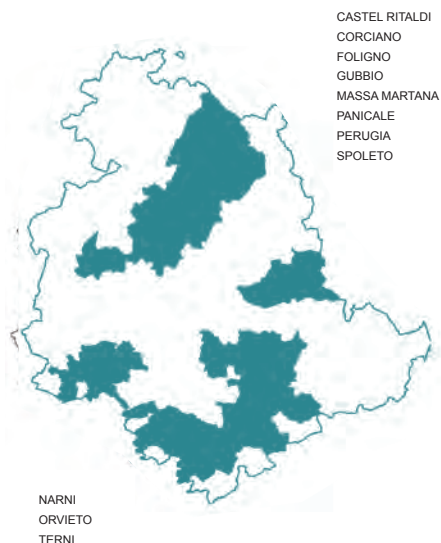 CASTEL RITALDI
CORCIANO
FOLIGNO
GUBBIO
MASSA MARTANA
PANICALE
PERUGIA
SPOLETO
NARNI
ORVIETO
TERNI